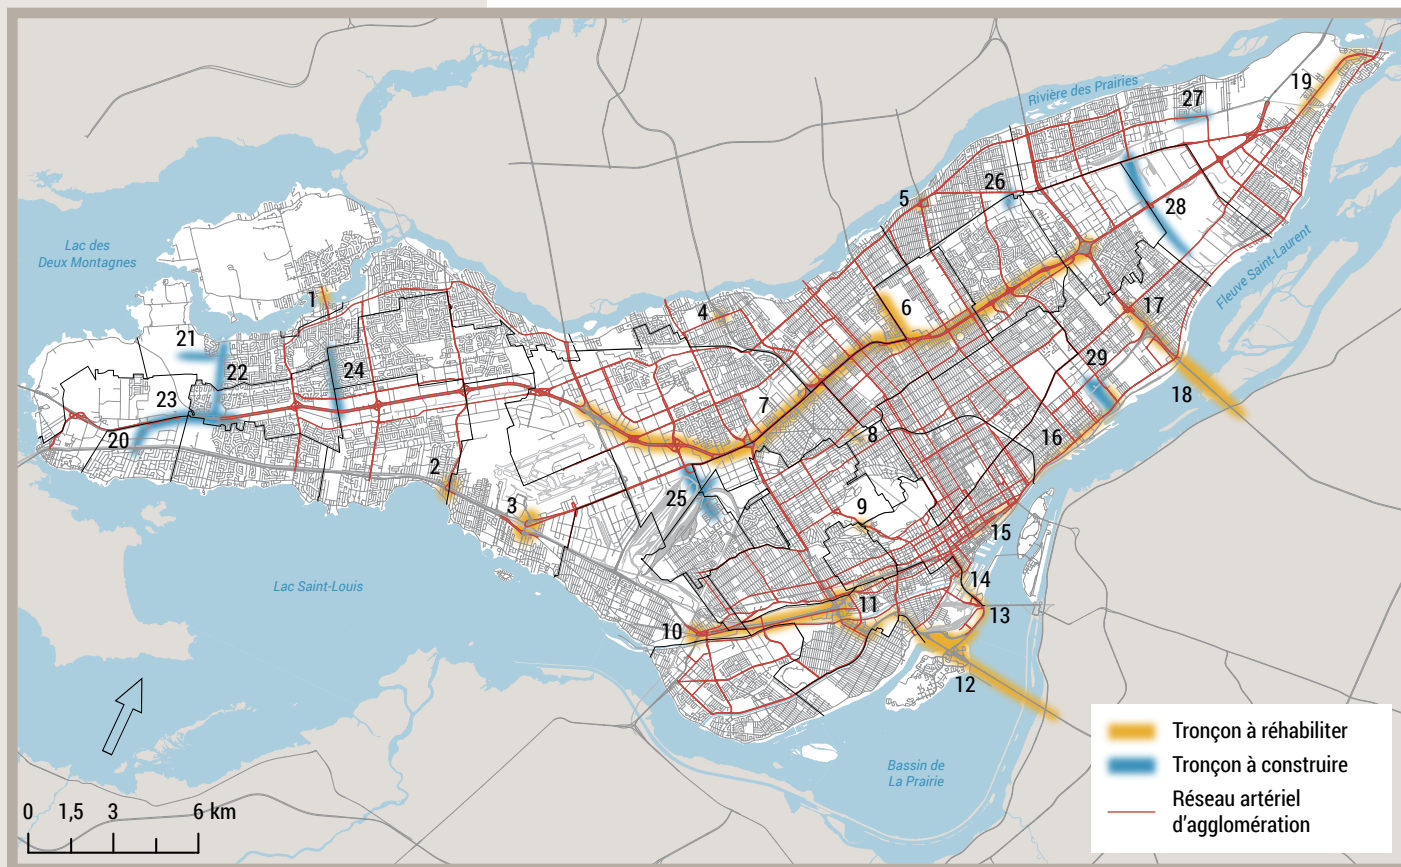 19
Rivière des Prairies
27
26
5
28
Lac des
Deux Montagnes
Fleuve Saint-Laurent
1
4
6
17
21
22
24
29
18
23
7
20
8
16
2
25
3
9
15
Lac Saint-Louis
14
11
13
10
12
Bassin de
La Prairie
0 1,5 3 6 km
Tronçon à réhabiliter
Tronçon à construire
Réseau artériel
d'agglomération